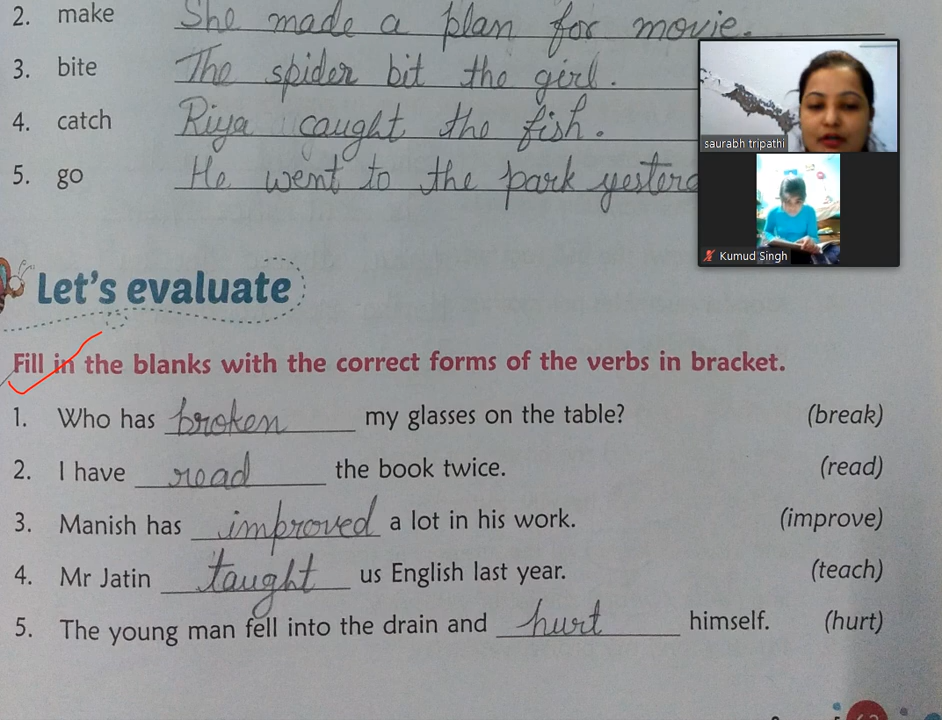 2. make She made a plan for movie.
3. bite The spider bit the girl.
4. catch Riya caught the fish.
5. go He went to the park
saurabh tripathi
Kumud Singh
Let's evaluate
Fill in the blanks with the correct forms of the verbs in bracket.
1. Who has broken my glasses on the table? (break)
2. I have read the book twice. (read)
3. Manish has improved a lot in his work. (improve)
4. Mr Jatin taught us English last year. (teach)
5. The young man fell into the drain and hurt himself. (hurt)